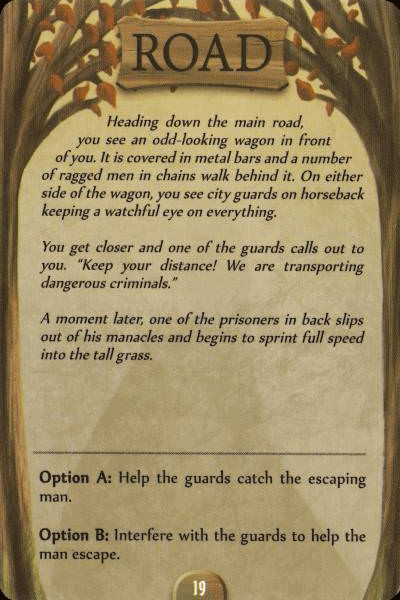 ROAD
Heading down the main road,
you see an odd-looking wagon in front
of you. It is covered in metal bars and a number
of ragged men in chains walk behind it. On either
side of the wagon, you see city guards on horseback
keeping a watchful eye on everything.
You get closer and one of the guards calls out to
you. “Keep your distance! We are transporting
dangerous criminals.”
A moment later, one of the prisoners in back slips
out of his manacles and begins to sprint full speed
into the tall grass.
Option A: Help the guards catch the escaping
man.
Option B: Interfere with the guards to help the
man escape.
19